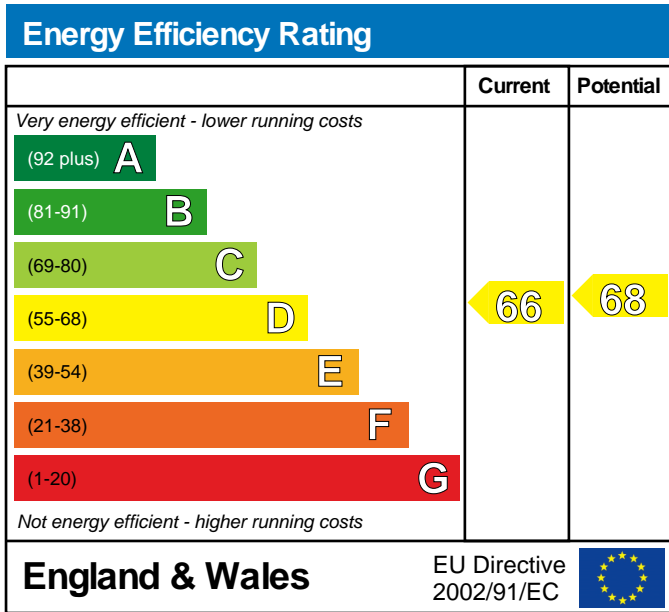 Energy Efficiency Rating
Current Potential
Very energy efficient - lower running costs
(92 plus) A
(81-91) B
(69-80) C
(55-68) D
66 68
(39-54) E
(21-38) F
(1-20) G
Not energy efficient - higher running costs
England & Wales
EU Directive
2002/91/EC